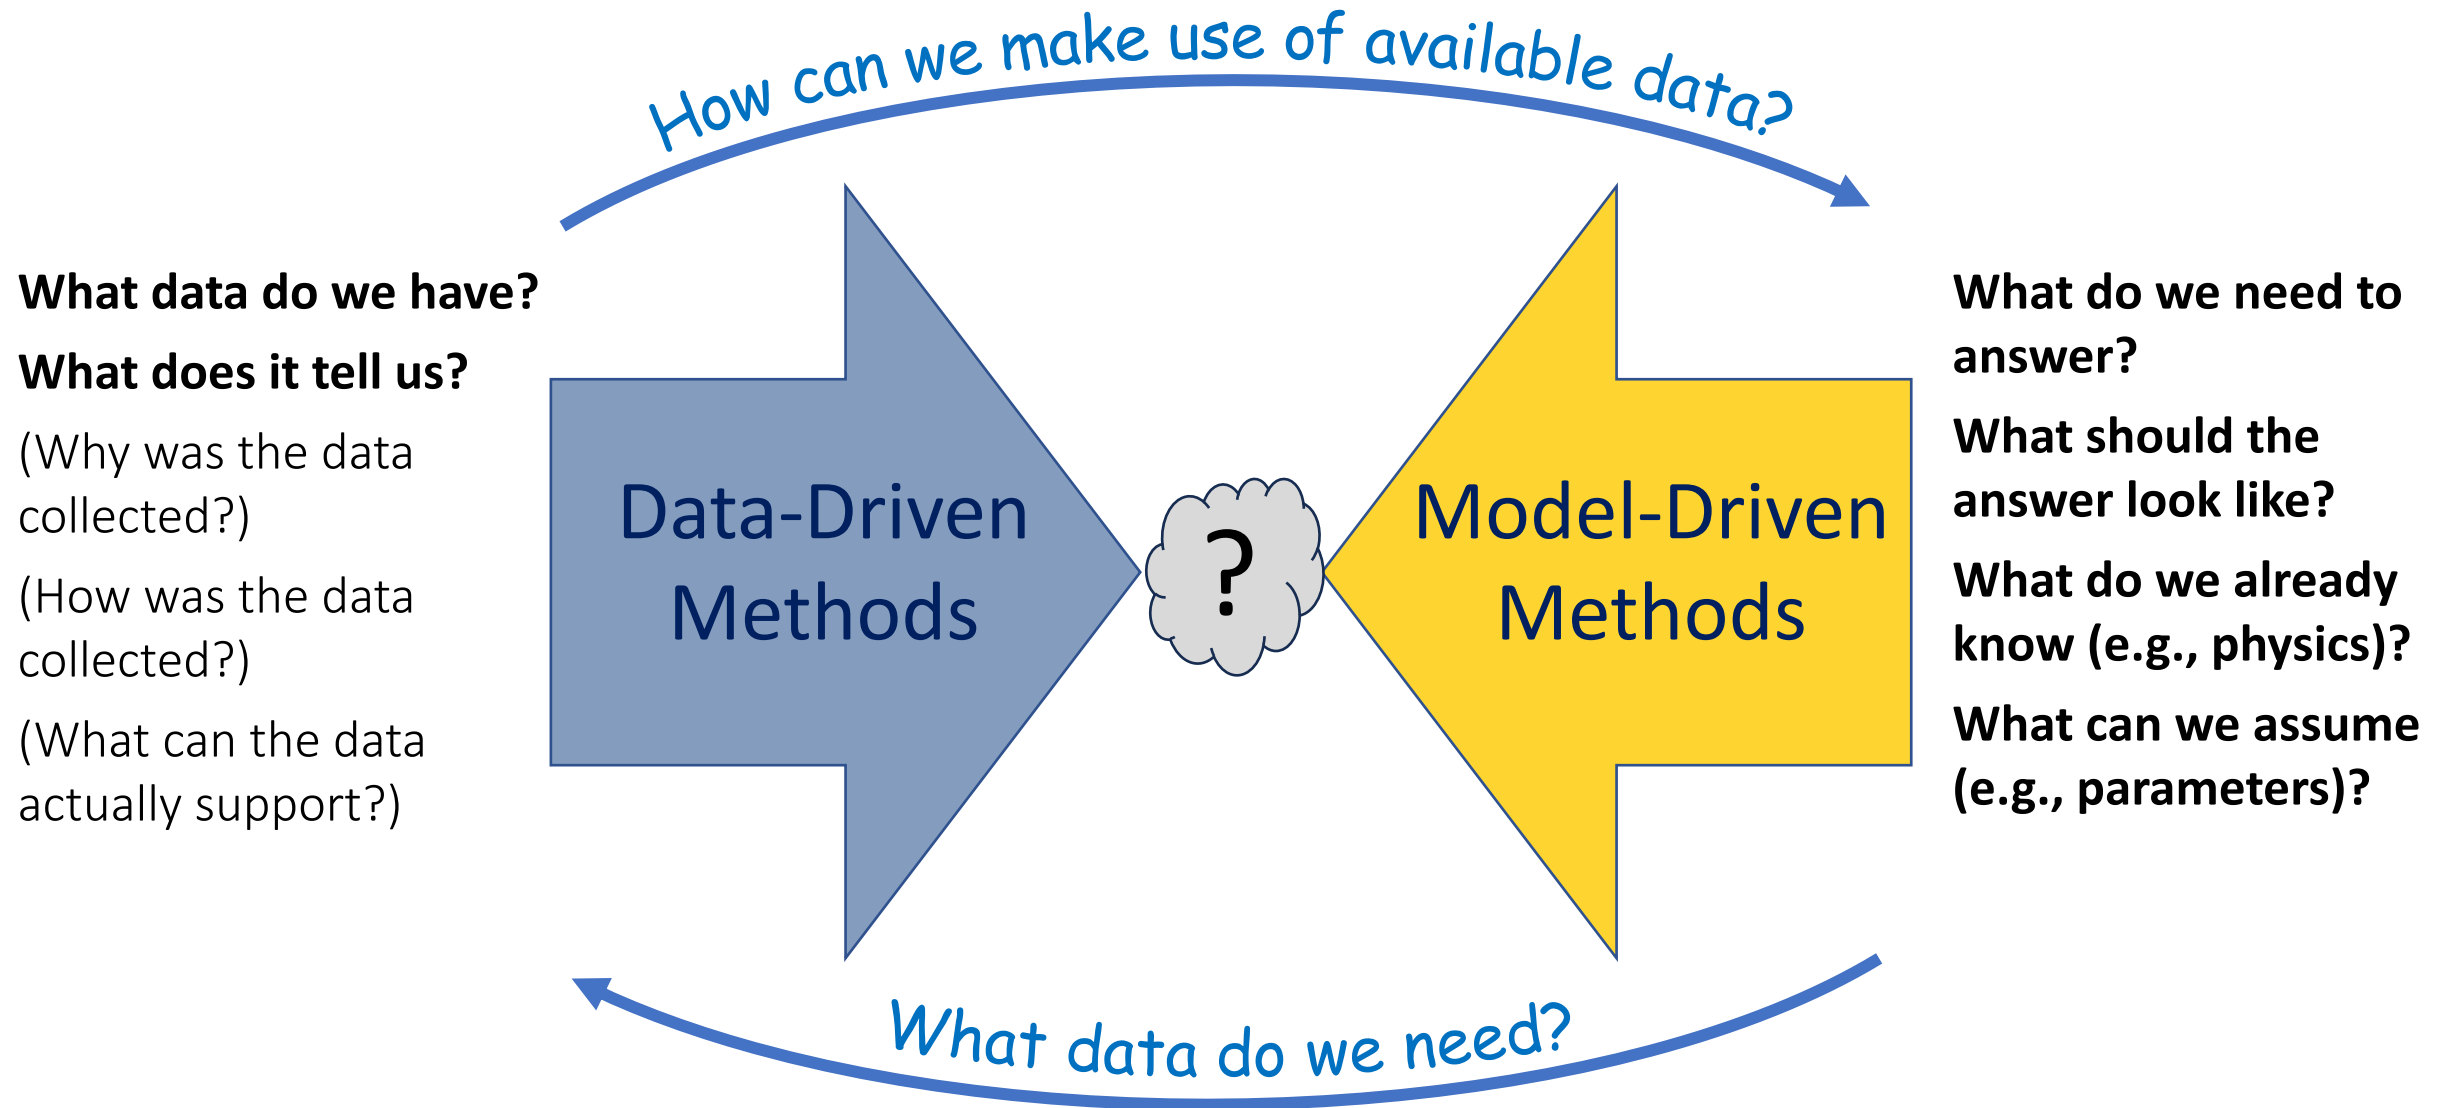 How can we make use of available data?
What data do we have?
What does it tell us?
(Why was the data
collected?)
(How was the data
collected?)
(What can the data
actually support?)
Data-Driven
Methods
?
Model-Driven
Methods
What do we need to
answer?
What should the
answer look like?
What do we already
know (e.g., physics)?
What can we assume
(e.g., parameters)?
What data do we need?